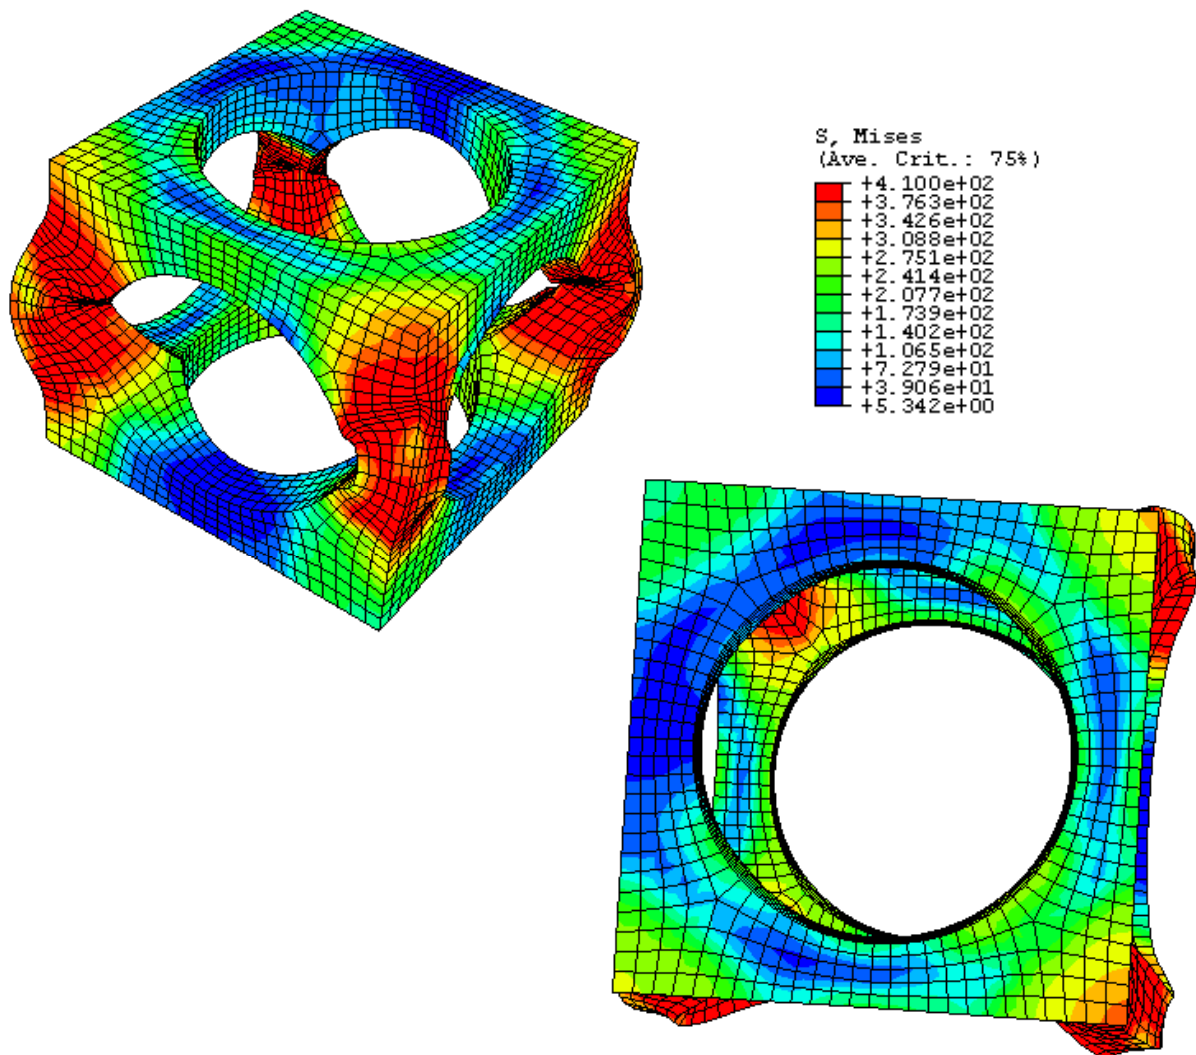 S, Mises
(Ave. Crit.: 75%)
+4.100e+02
+3.763e+02
+3.426e+02
+3.088e+02
+2.751e+02
+2.414e+02
+2.077e+02
+1.739e+02
+1.402e+02
+1.065e+02
+7.279e+01
+3.906e+01
+5.342e+00